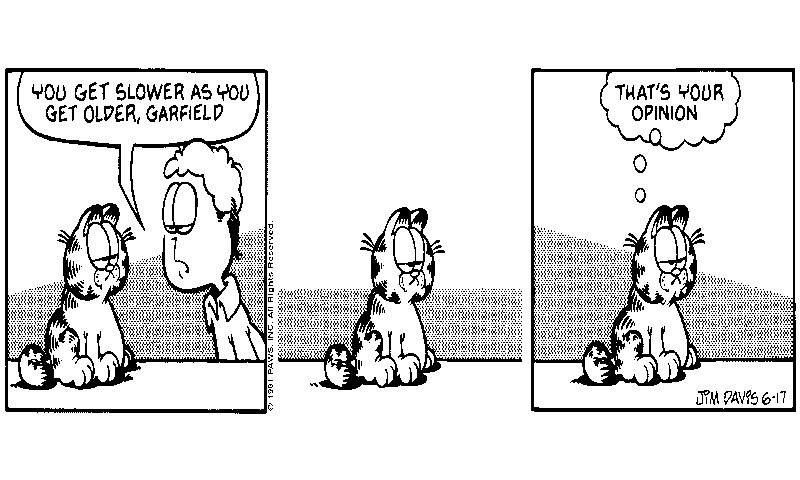 YOU GET SLOWER AS YOU
GET OLDER, GARFIELD
© 1981 PAWS, INC. All Rights Reserved.
THAT'S YOUR
OPINION
JIM DAVIS 6-17